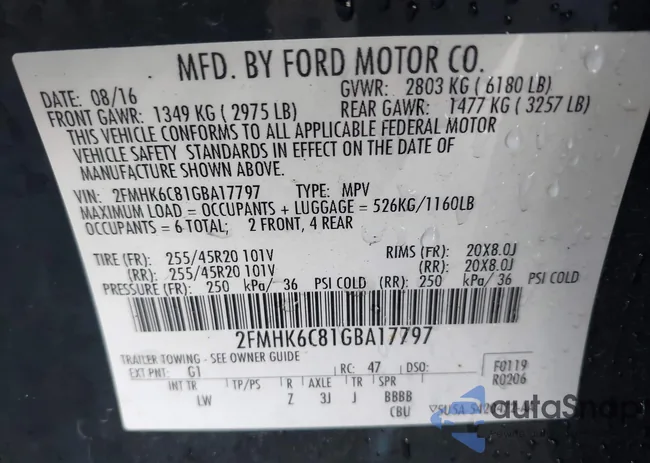 MFD. BY FORD MOTOR CO.
DATE: 08/16 GVWR: 2803 KG ( 6180 LB)
FRONT GAWR: 1349 KG ( 2975 LB) REAR GAWR: 1477 KG ( 3257 LB)
THIS VEHICLE CONFORMS TO ALL APPLICABLE FEDERAL MOTOR
VEHICLE SAFETY STANDARDS IN EFFECT ON THE DATE OF
MANUFACTURE SHOWN ABOVE.
VIN: 2FMHK6C81GBA17797 TYPE: MPV
MAXIMUM LOAD = OCCUPANTS + LUGGAGE = 526KG/1160LB
OCCUPANTS = 6 TOTAL; 2 FRONT, 4 REAR
TIRE (FR): 255/45R20 101V RIMS (FR): 20X8.0J
(RR): 255/45R20 101V (RR): 20X8.0J
PRESSURE (FR): 250 kPa/ 36 PSI COLD (RR): 250 kPa/ 36 PSI COLD
2FMHK6C81GBA17797
TRAILER TOWING - SEE OWNER GUIDE
EXT PNT: G1 RC: 47 DSO: F0119
R0206
INT TR TP/PS R AXLE TR SPR
LW Z 3J J BBBB
CBU
autoSnap